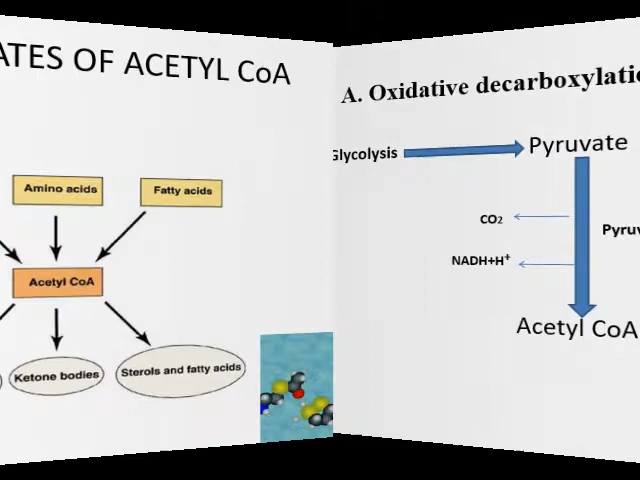 ATES OF ACETYL CoA
Amino acids
Fatty acids
Acetyl CoA
Ketone bodies
Sterols and fatty acids
A. Oxidative decarboxylatio
Glycolysis
Pyruvate
CO₂
Pyruv
NADH+H⁺
Acetyl CoA